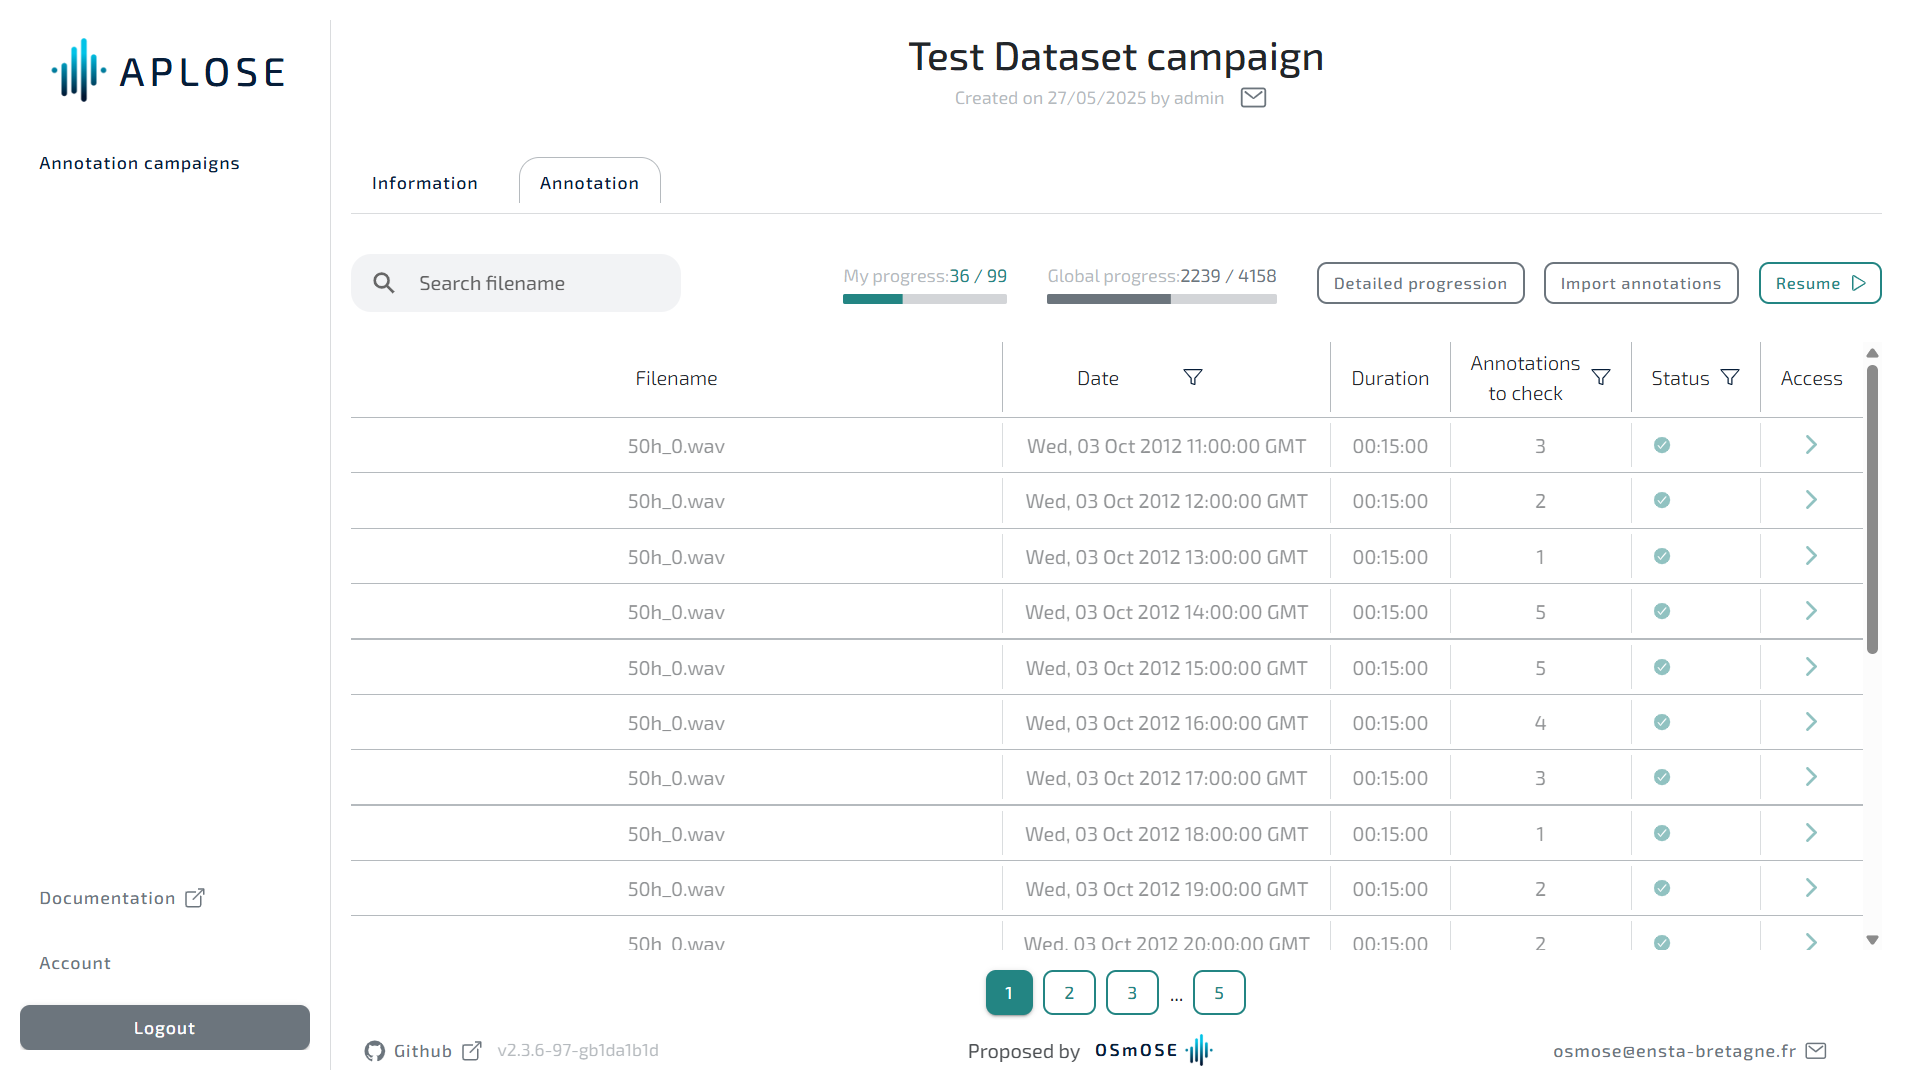 APLOSE
Annotation campaigns
Documentation
Account
Logout
Test Dataset campaign
Created on 27/05/2025 by admin
Information
Annotation
Search filename
My progress:36 / 99
Global progress:2239 / 4158
Detailed progression
Import annotations
Resume
Filename Date Duration Annotations to check Status Access
50h_0.wav Wed, 03 Oct 2012 11:00:00 GMT 00:15:00 3
50h_0.wav Wed, 03 Oct 2012 12:00:00 GMT 00:15:00 2
50h_0.wav Wed, 03 Oct 2012 13:00:00 GMT 00:15:00 1
50h_0.wav Wed, 03 Oct 2012 14:00:00 GMT 00:15:00 5
50h_0.wav Wed, 03 Oct 2012 15:00:00 GMT 00:15:00 5
50h_0.wav Wed, 03 Oct 2012 16:00:00 GMT 00:15:00 4
50h_0.wav Wed, 03 Oct 2012 17:00:00 GMT 00:15:00 3
50h_0.wav Wed, 03 Oct 2012 18:00:00 GMT 00:15:00 1
50h_0.wav Wed, 03 Oct 2012 19:00:00 GMT 00:15:00 2
50h_0.wav Wed, 03 Oct 2012 20:00:00 GMT 00:15:00 2
1 2 3 ... 5
Github v2.3.6-97-gb1da1b1d
Proposed by OSmOSE
osmose@ensta-bretagne.fr